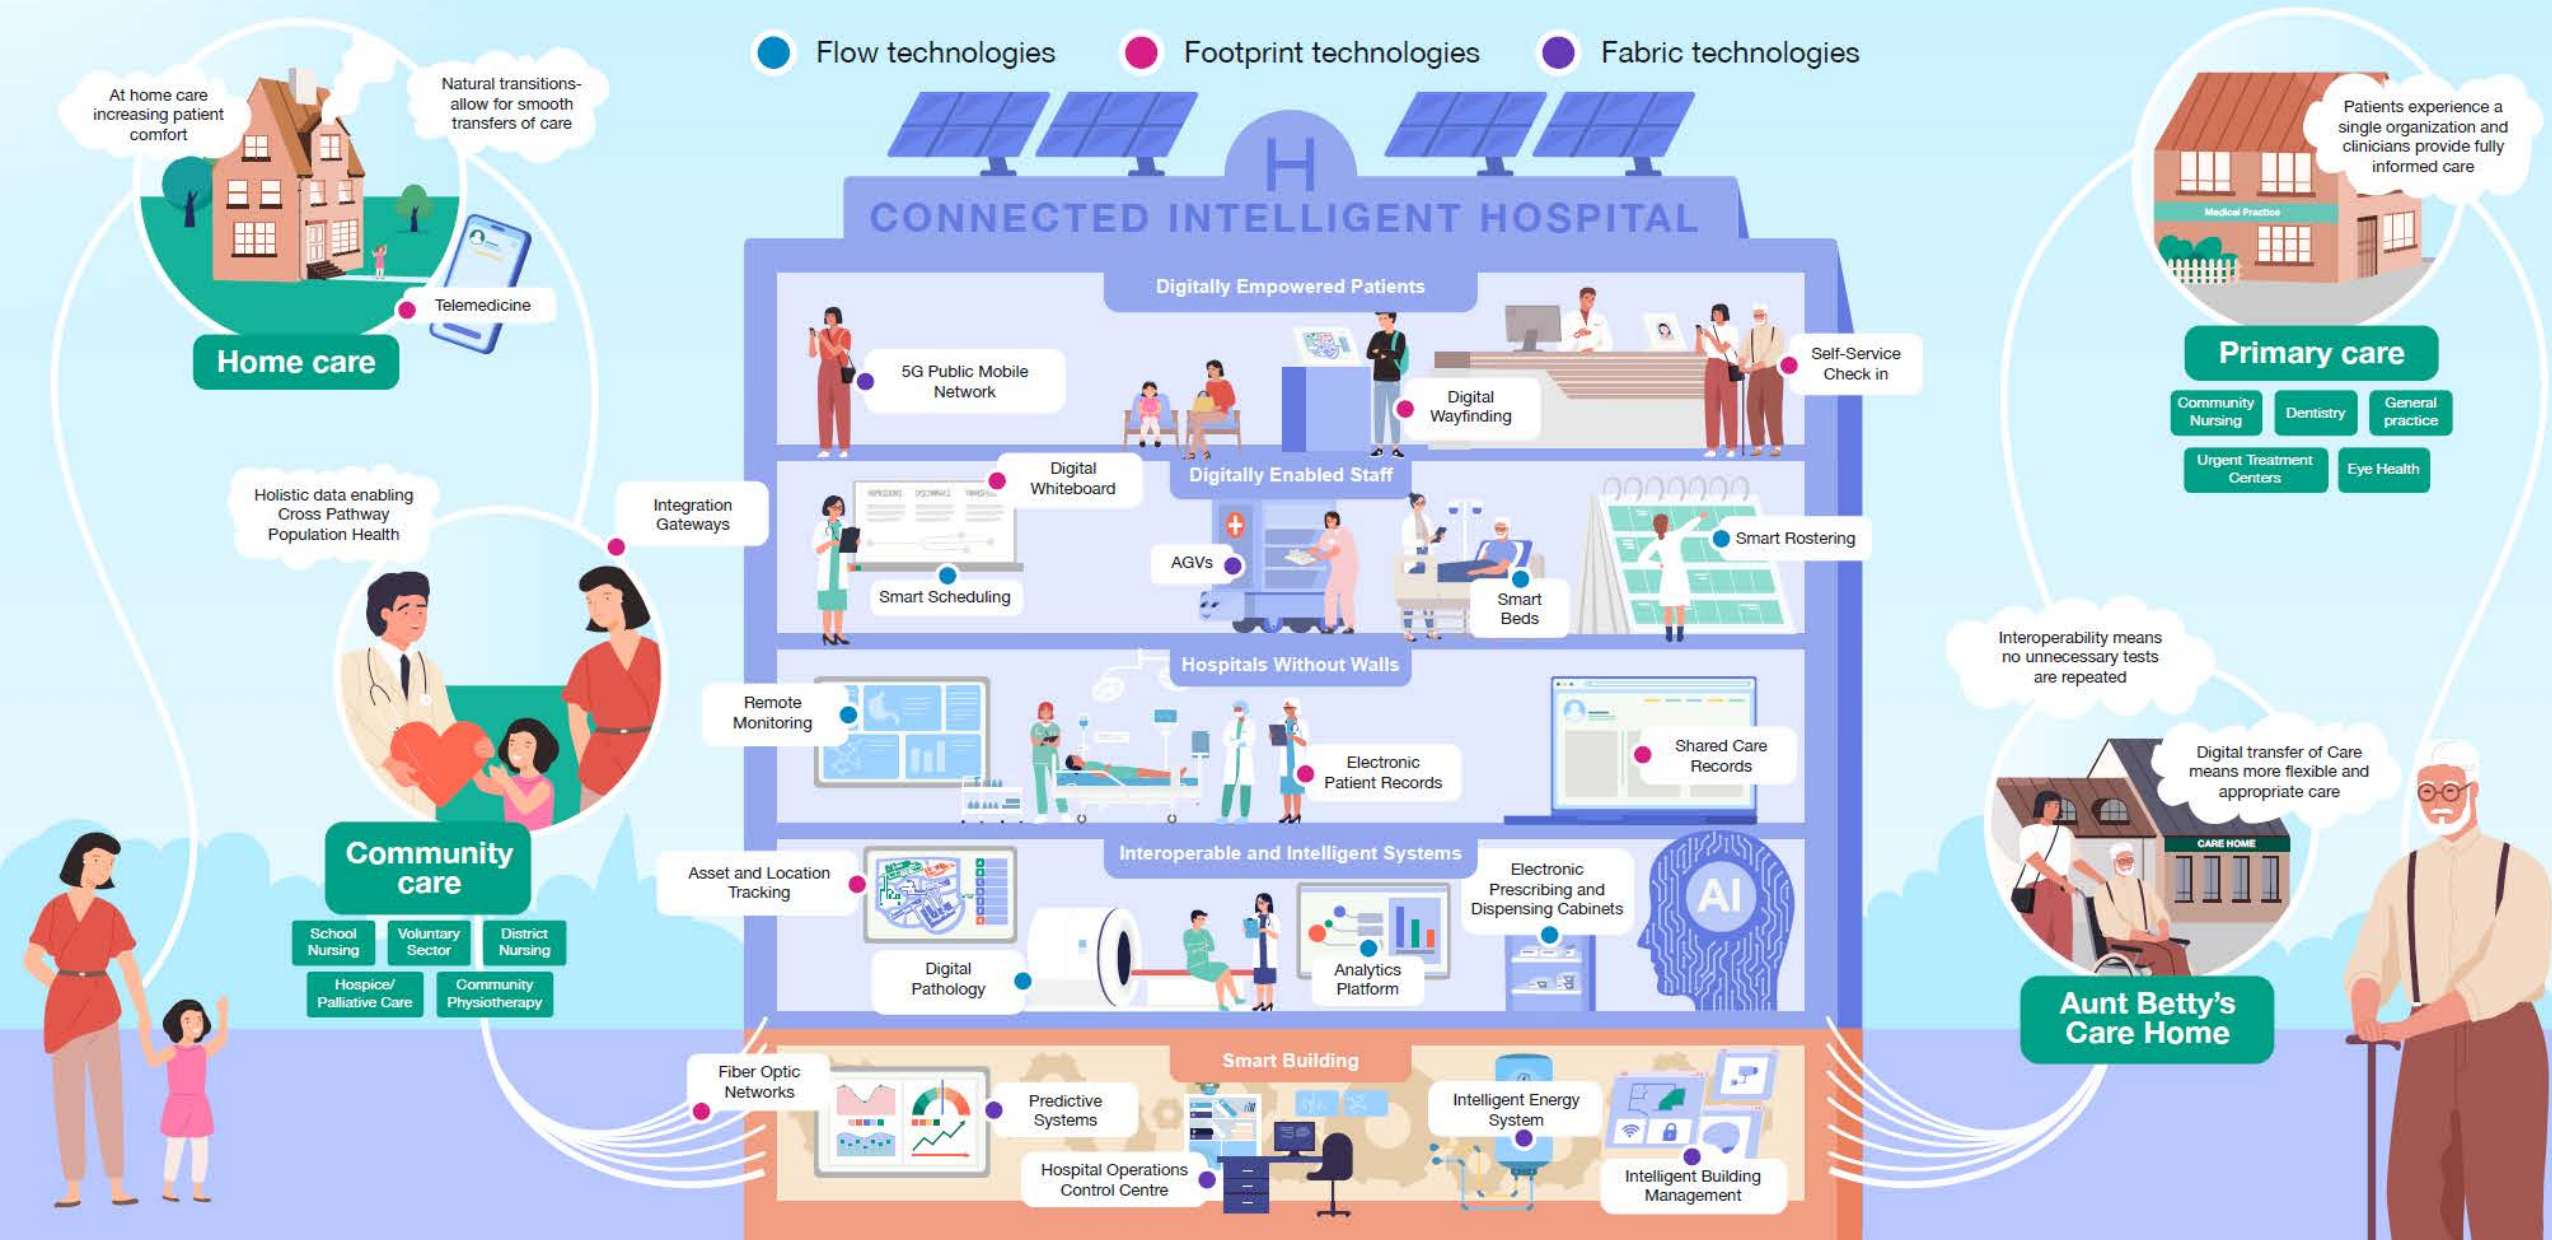 Flow technologies
Footprint technologies
Fabric technologies
At home care
increasing patient
comfort
Natural transitions-
allow for smooth
transfers of care
Telemedicine
Home care
Holistic data enabling
Cross Pathway
Population Health
Integration
Gateways
Community
care
School
Nursing
Voluntary
Sector
District
Nursing
Hospice/
Palliative Care
Community
Physiotherapy
H
CONNECTED INTELLIGENT HOSPITAL
Digitally Empowered Patients
5G Public Mobile
Network
Digital
Wayfinding
Self-Service
Check in
Digitally Enabled Staff
Digital
Whiteboard
Smart Scheduling
AGVs
Smart
Beds
Smart Rostering
Hospitals Without Walls
Remote
Monitoring
Electronic
Patient Records
Shared Care
Records
Interoperable and Intelligent Systems
Asset and Location
Tracking
Digital
Pathology
Analytics
Platform
Electronic
Prescribing and
Dispensing Cabinets
AI
Smart Building
Fiber Optic
Networks
Predictive
Systems
Hospital Operations
Control Centre
Intelligent Energy
System
Intelligent Building
Management
Patients experience a
single organization and
clinicians provide fully
informed care
Medical Practice
Primary care
Community
Nursing
Dentistry
General
practice
Urgent Treatment
Centers
Eye Health
Interoperability means
no unnecessary tests
are repeated
Digital transfer of Care
means more flexible and
appropriate care
CARE HOME
Aunt Betty's
Care Home